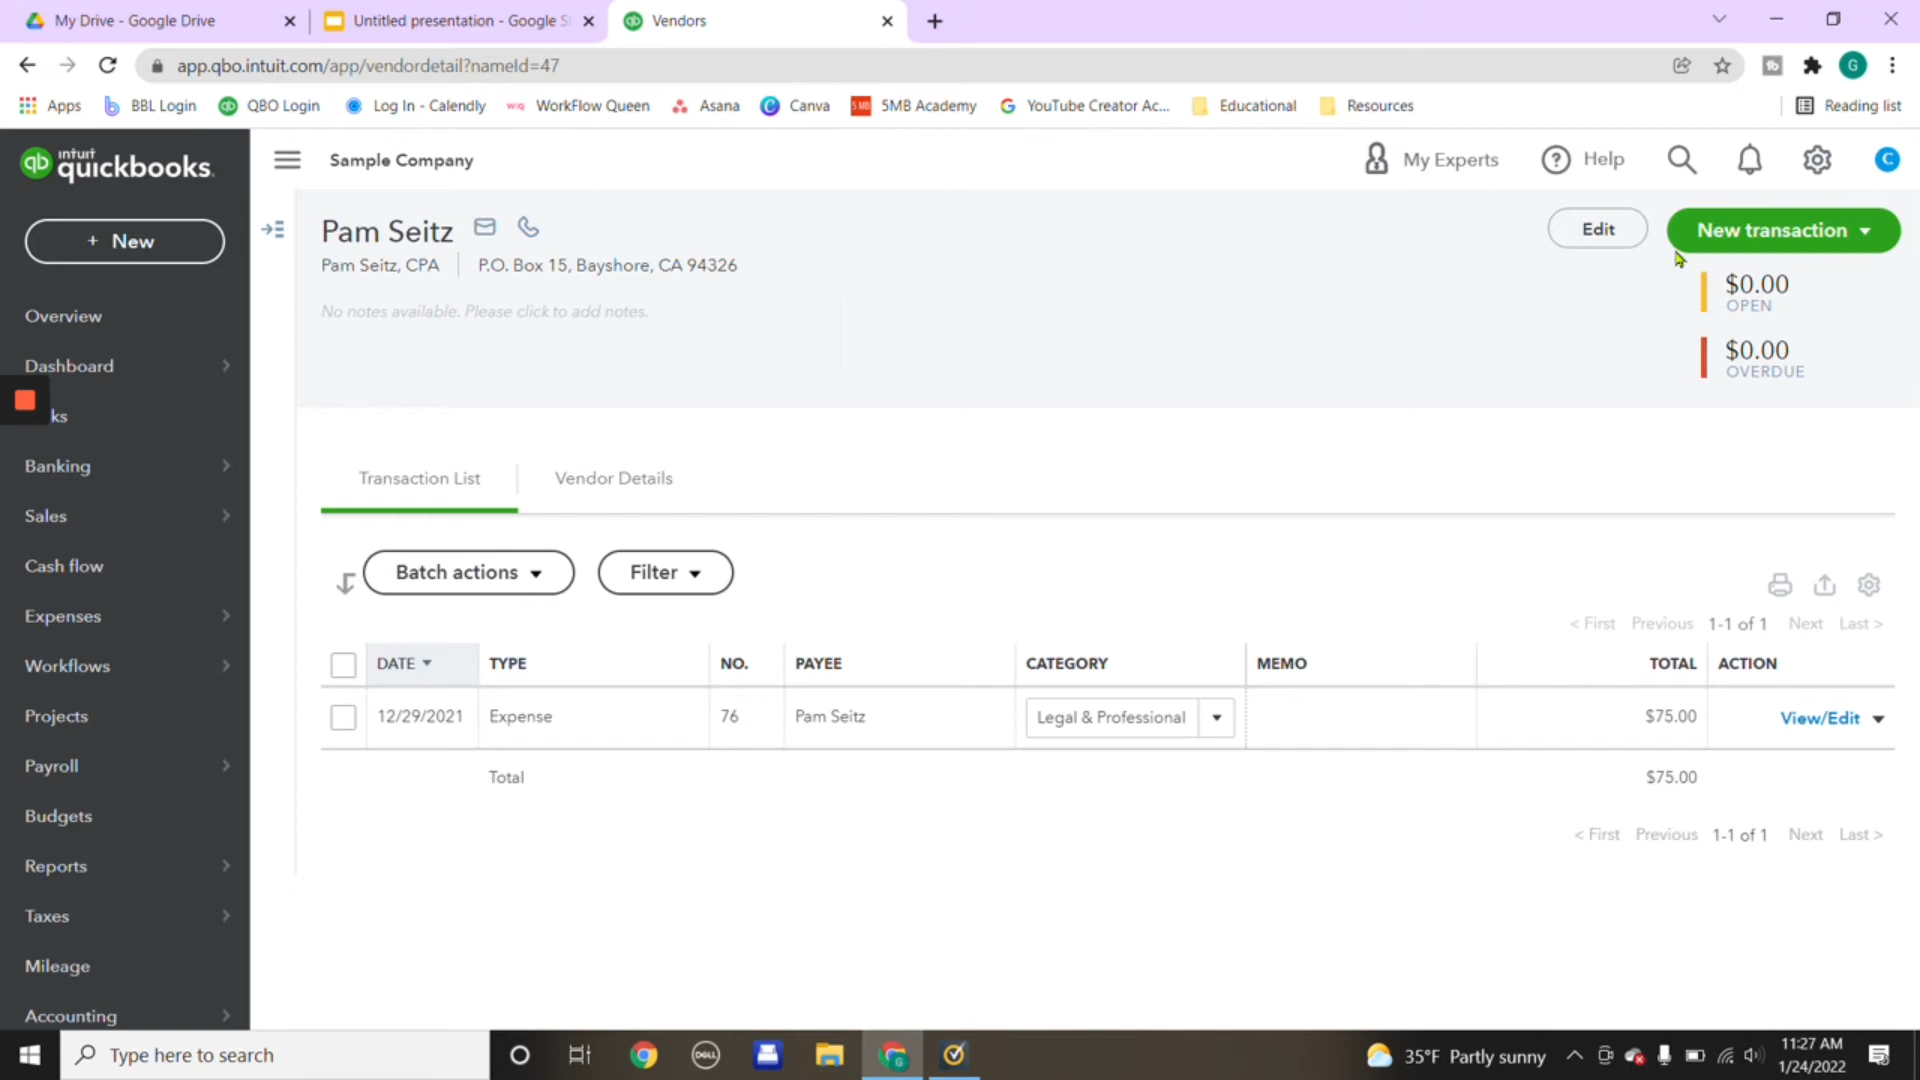 My Drive - Google Drive
Untitled presentation - Google S
Vendors
app.qbo.intuit.com/app/vendordetail?nameId=47
Apps
BBL Login
QBO Login
Log In - Calendly
WorkFlow Queen
Asana
Canva
5MB Academy
YouTube Creator Ac...
Educational
Resources
Reading list
intuit quickbooks.
Sample Company
My Experts
Help
C
+ New
Pam Seitz
Edit
New transaction
Pam Seitz, CPA
P.O. Box 15, Bayshore, CA 94326
$0.00
OPEN
No notes available. Please click to add notes.
$0.00
OVERDUE
Overview
Dashboard
ks
Banking
Sales
Cash flow
Expenses
Workflows
Projects
Payroll
Budgets
Reports
Taxes
Mileage
Accounting
Transaction List
Vendor Details
Batch actions
Filter
< First Previous 1-1 of 1 Next Last >
DATE TYPE NO. PAYEE CATEGORY MEMO TOTAL ACTION
12/29/2021 Expense 76 Pam Seitz Legal & Professional $75.00 View/Edit
Total $75.00
< First Previous 1-1 of 1 Next Last >
Type here to search
DELL
35°F Partly sunny
11:27 AM
1/24/2022